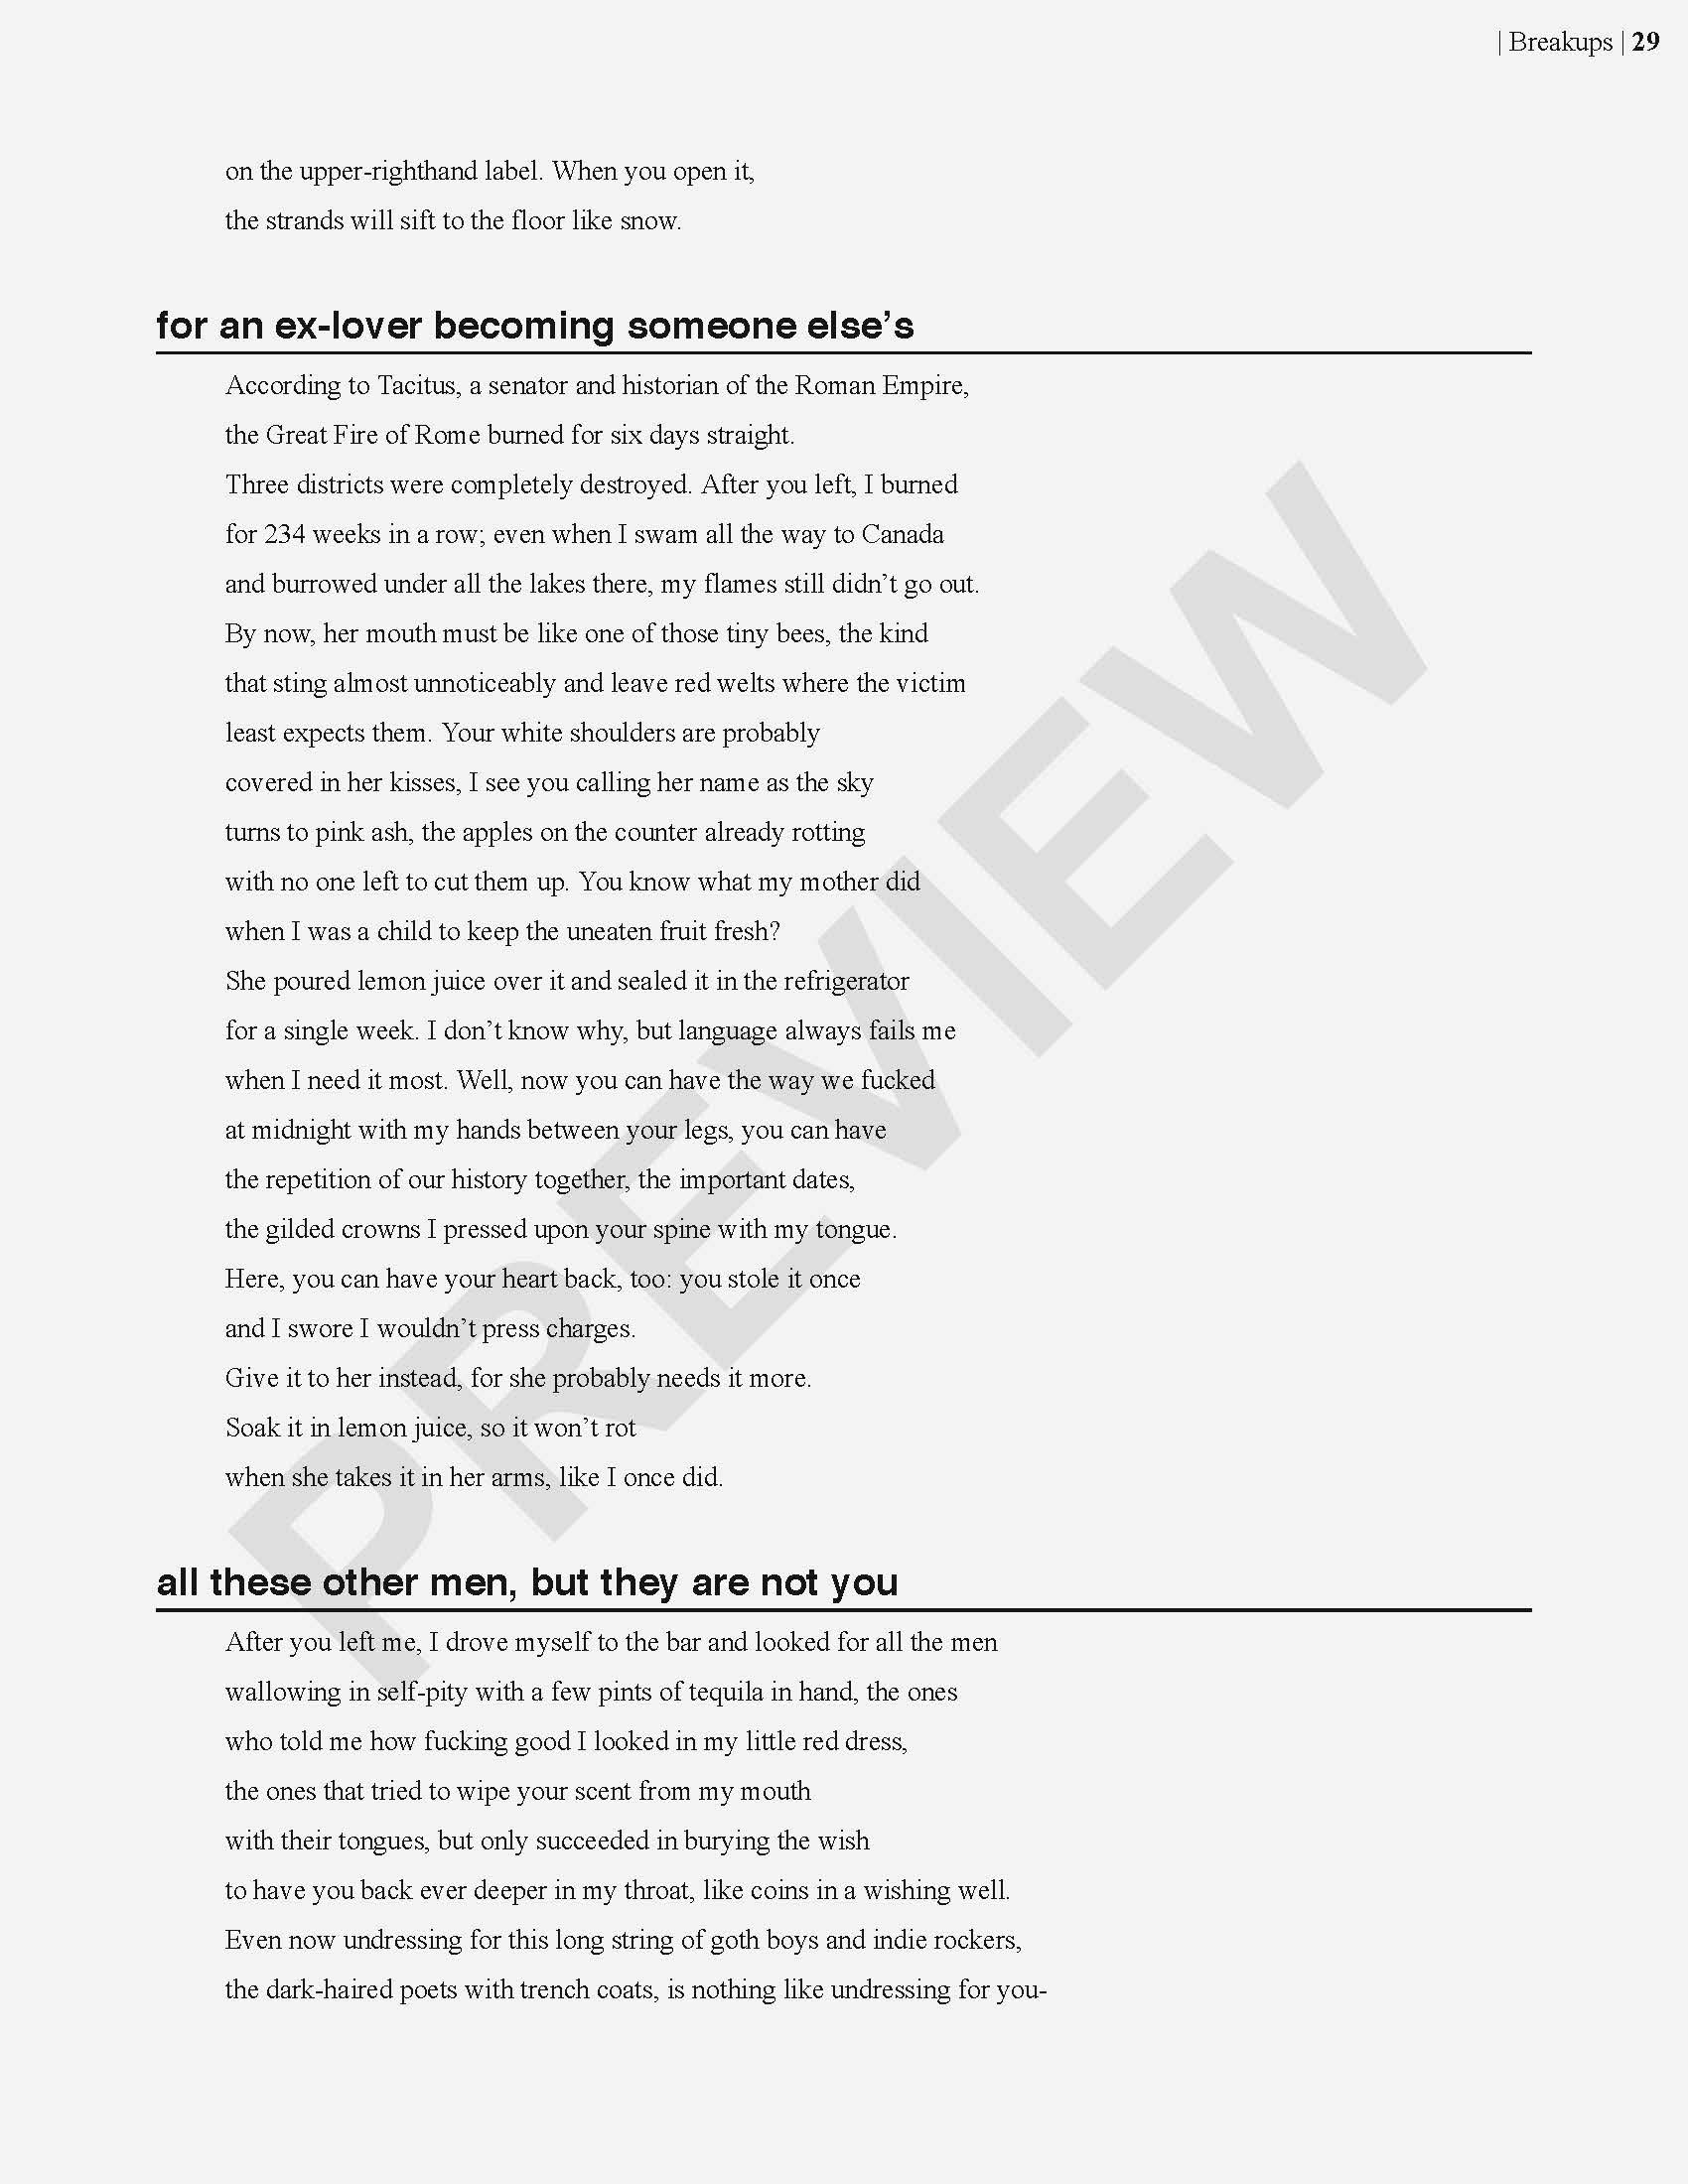 | Breakups | 29
on the upper-righthand label. When you open it,
the strands will sift to the floor like snow.
for an ex-lover becoming someone else’s
According to Tacitus, a senator and historian of the Roman Empire,
the Great Fire of Rome burned for six days straight.
Three districts were completely destroyed. After you left, I burned
for 234 weeks in a row; even when I swam all the way to Canada
and burrowed under all the lakes there, my flames still didn’t go out.
By now, her mouth must be like one of those tiny bees, the kind
that sting almost unnoticeably and leave red welts where the victim
least expects them. Your white shoulders are probably
covered in her kisses, I see you calling her name as the sky
turns to pink ash, the apples on the counter already rotting
with no one left to cut them up. You know what my mother did
when I was a child to keep the uneaten fruit fresh?
She poured lemon juice over it and sealed it in the refrigerator
for a single week. I don’t know why, but language always fails me
when I need it most. Well, now you can have the way we fucked
at midnight with my hands between your legs, you can have
the repetition of our history together, the important dates,
the gilded crowns I pressed upon your spine with my tongue.
Here, you can have your heart back, too: you stole it once
and I swore I wouldn’t press charges.
Give it to her instead, for she probably needs it more.
Soak it in lemon juice, so it won’t rot
when she takes it in her arms, like I once did.
all these other men, but they are not you
After you left me, I drove myself to the bar and looked for all the men
wallowing in self-pity with a few pints of tequila in hand, the ones
who told me how fucking good I looked in my little red dress,
the ones that tried to wipe your scent from my mouth
with their tongues, but only succeeded in burying the wish
to have you back ever deeper in my throat, like coins in a wishing well.
Even now undressing for this long string of goth boys and indie rockers,
the dark-haired poets with trench coats, is nothing like undressing for you-
PREVIEW